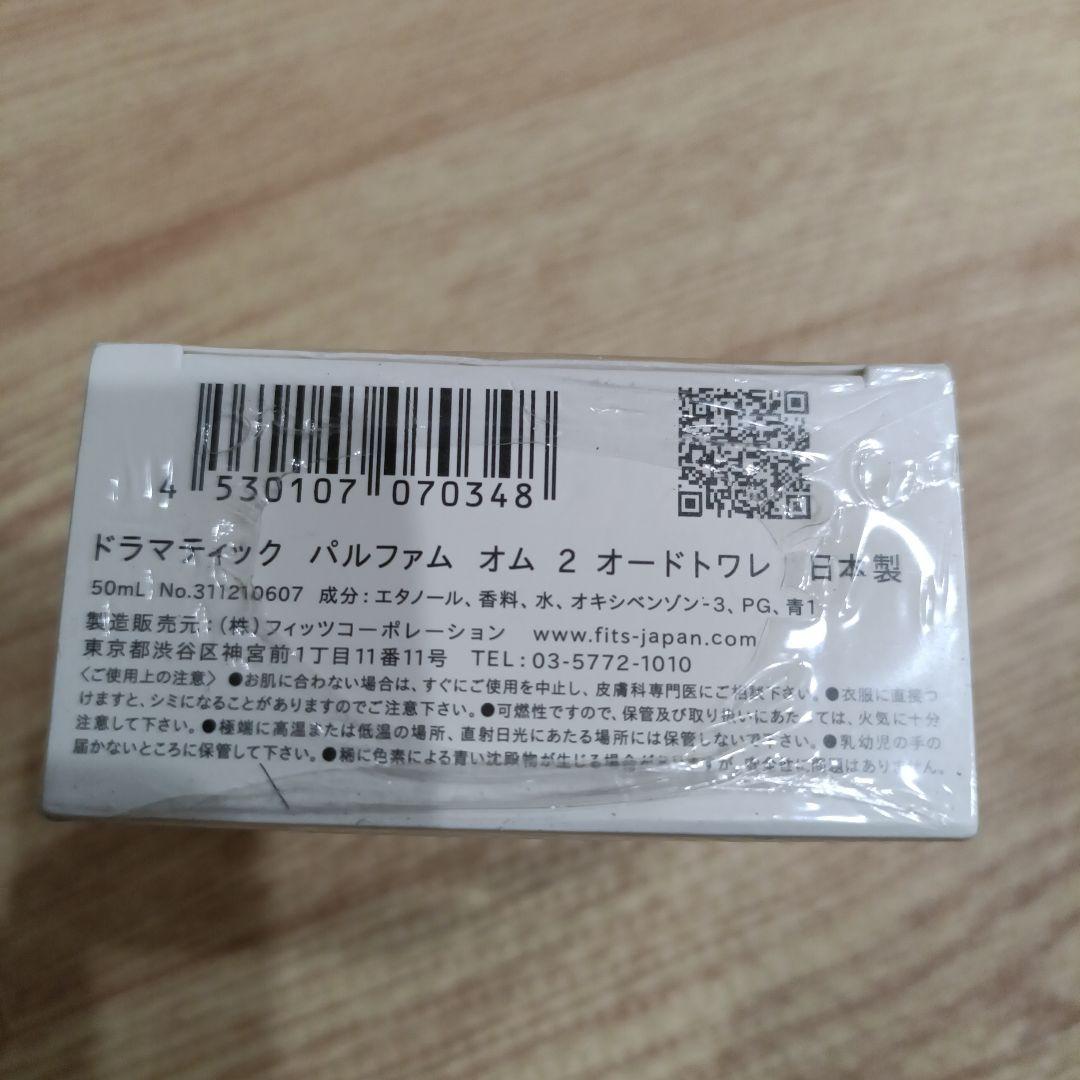 4 530107 070348
ドラマティック パルファム オム 2 オードトワレ 日本製
50mL No.311210607 成分:エタノール、香料、水、オキシベンゾン-3、PG、青1
製造販売元:(株)フィッツコーポレーション www.fits-japan.com
東京都渋谷区神宮前1丁目11番11号 TEL:03-5772-1010
〈ご使用上の注意〉●お肌に合わない場合は、すぐにご使用を中止し、皮膚科専門医にご相談下さい。●衣服に直接つ
けますと、シミになることがありますのでご注意下さい。●可燃性ですので、保管及び取り扱いにあたっては、火気に十分
注意して下さい。●極端に高温または低温の場所、直射日光にあたる場所には保管しないで下さい。●乳幼児の手の
届かないところに保管して下さい。●稀に色素による青い沈殿物が生じる場合がありますが、安全性に問題はありません。